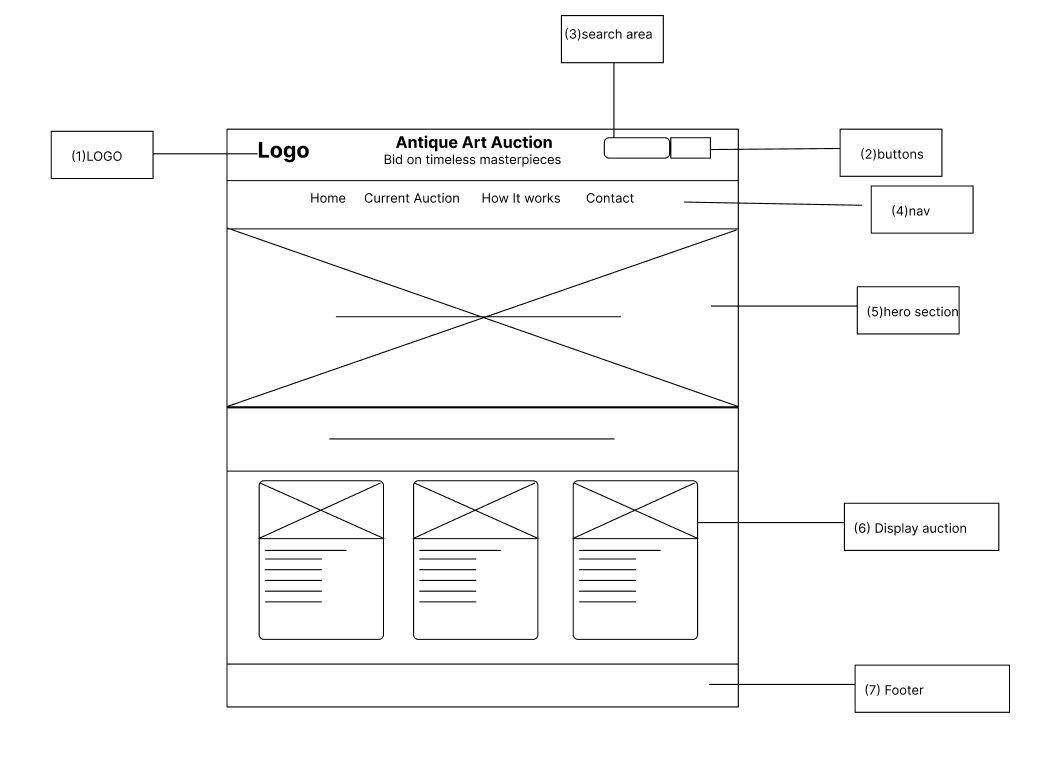 (3)search area
(1)LOGO
Logo
Antique Art Auction
Bid on timeless masterpieces
(2)buttons
Home
Current Auction
How It works
Contact
(4)nav
(5)hero section
(6) Display auction
(7) Footer